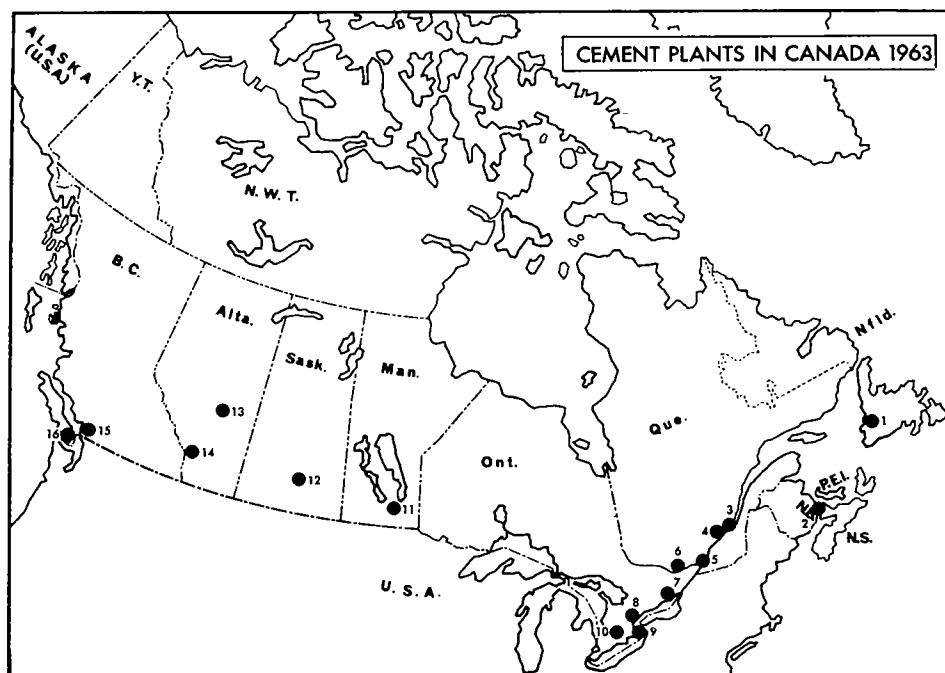 CEMENT PLANTS IN CANADA 1963
ALASKA
(U.S.A)
Y.T.
N.W.T.
B.C.
Alta.
Sask.
Man.
Ont.
Que.
Nfld.
P.E.I.
N.S.
U.S.A.
1
2
3
4
5
6
7
8
9
10
11
12
13
14
15
16